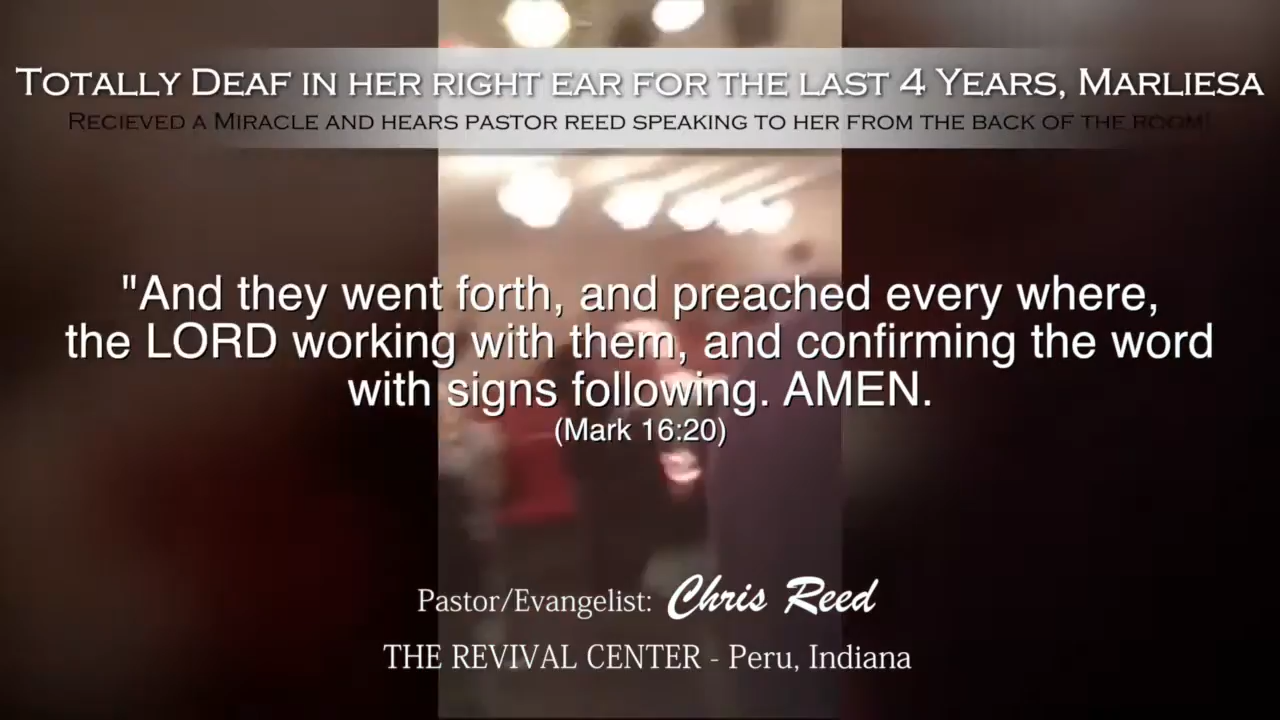 TOTALLY DEAF IN HER RIGHT EAR FOR THE LAST 4 YEARS, MARLIESA
RECIEVED A MIRACLE AND HEARS PASTOR REED SPEAKING TO HER FROM THE BACK OF THE ROOM!
"And they went forth, and preached every where,
the LORD working with them, and confirming the word
with signs following. AMEN.
(Mark 16:20)
Pastor/Evangelist: Chris Reed
THE REVIVAL CENTER - Peru, Indiana